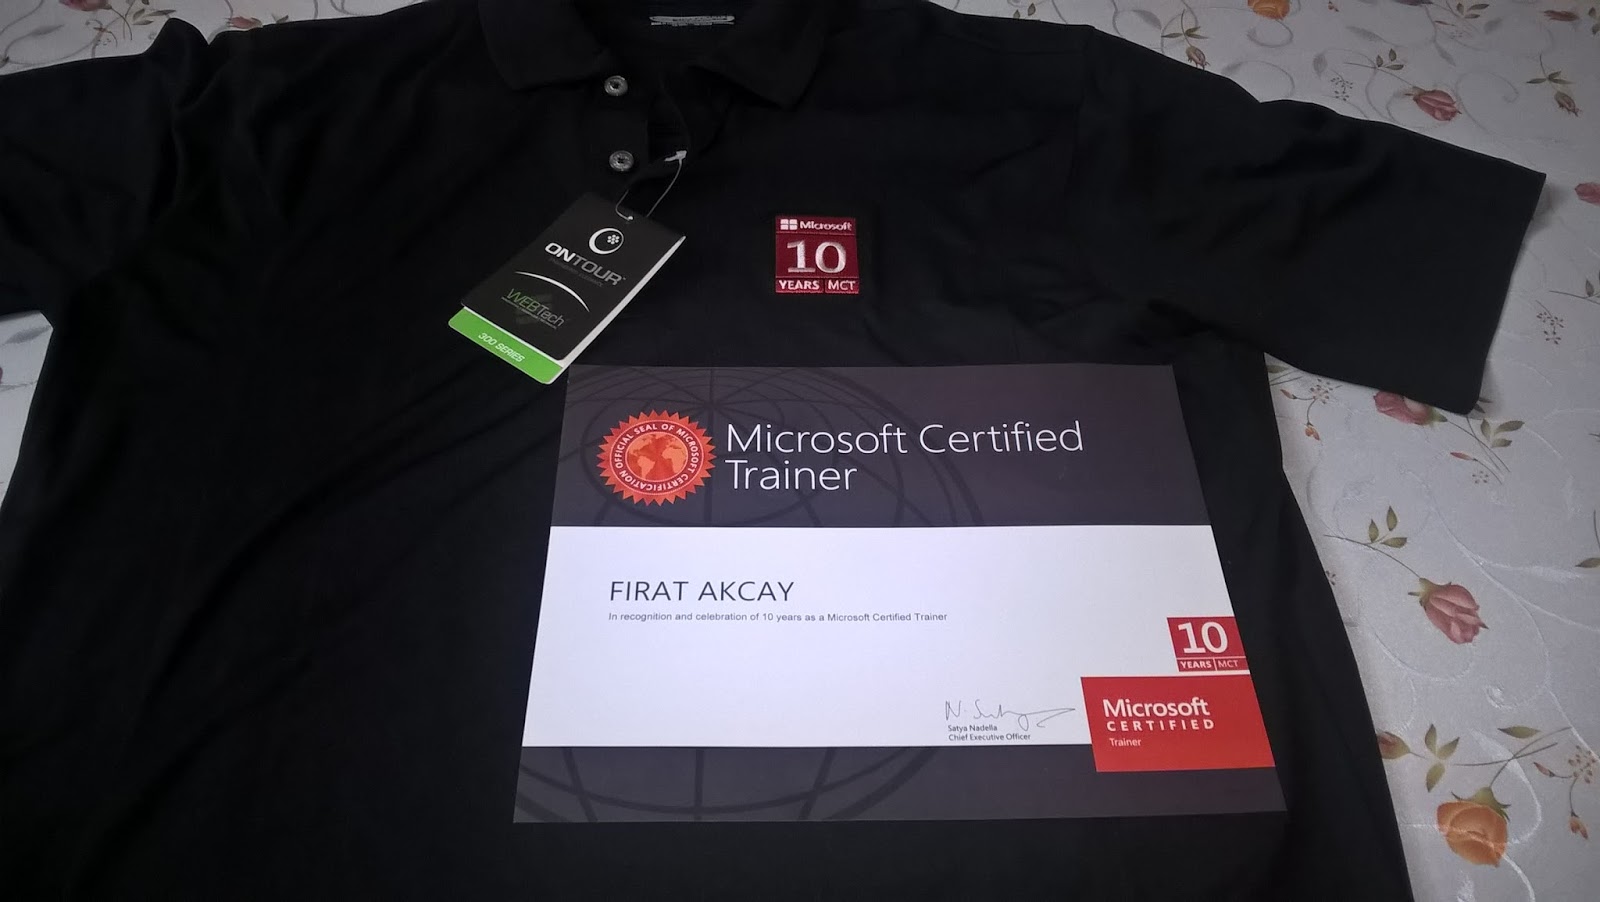 Microsoft
10
YEARS MCT
ONTOUR
WEBTech
300 SERIES
OFFICIAL SEAL OF MICROSOFT CERTIFICATION
Microsoft Certified
Trainer
FIRAT AKCAY
In recognition and celebration of 10 years as a Microsoft Certified Trainer
10
YEARS MCT
Satya Nadella
Chief Executive Officer
Microsoft
CERTIFIED
Trainer